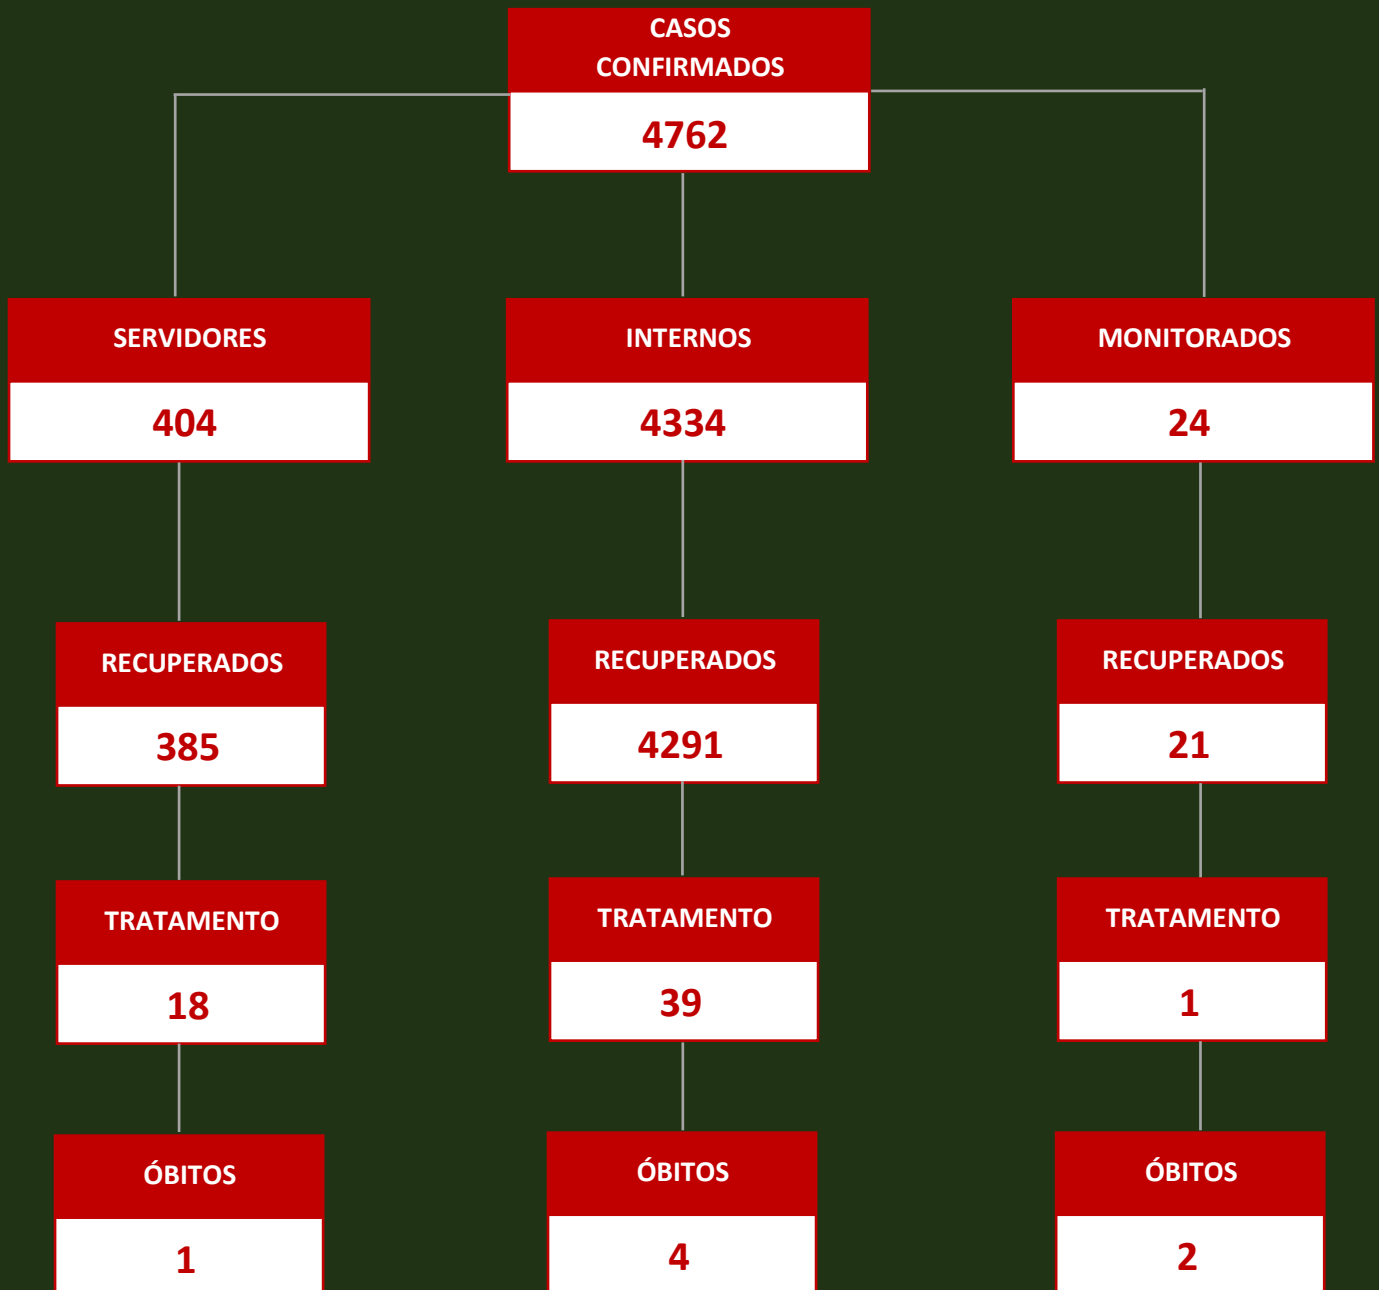 CASOS
CONFIRMADOS
4762
SERVIDORES
404
INTERNOS
4334
MONITORADOS
24
RECUPERADOS
385
RECUPERADOS
4291
RECUPERADOS
21
TRATAMENTO
18
TRATAMENTO
39
TRATAMENTO
1
ÓBITOS
1
ÓBITOS
4
ÓBITOS
2